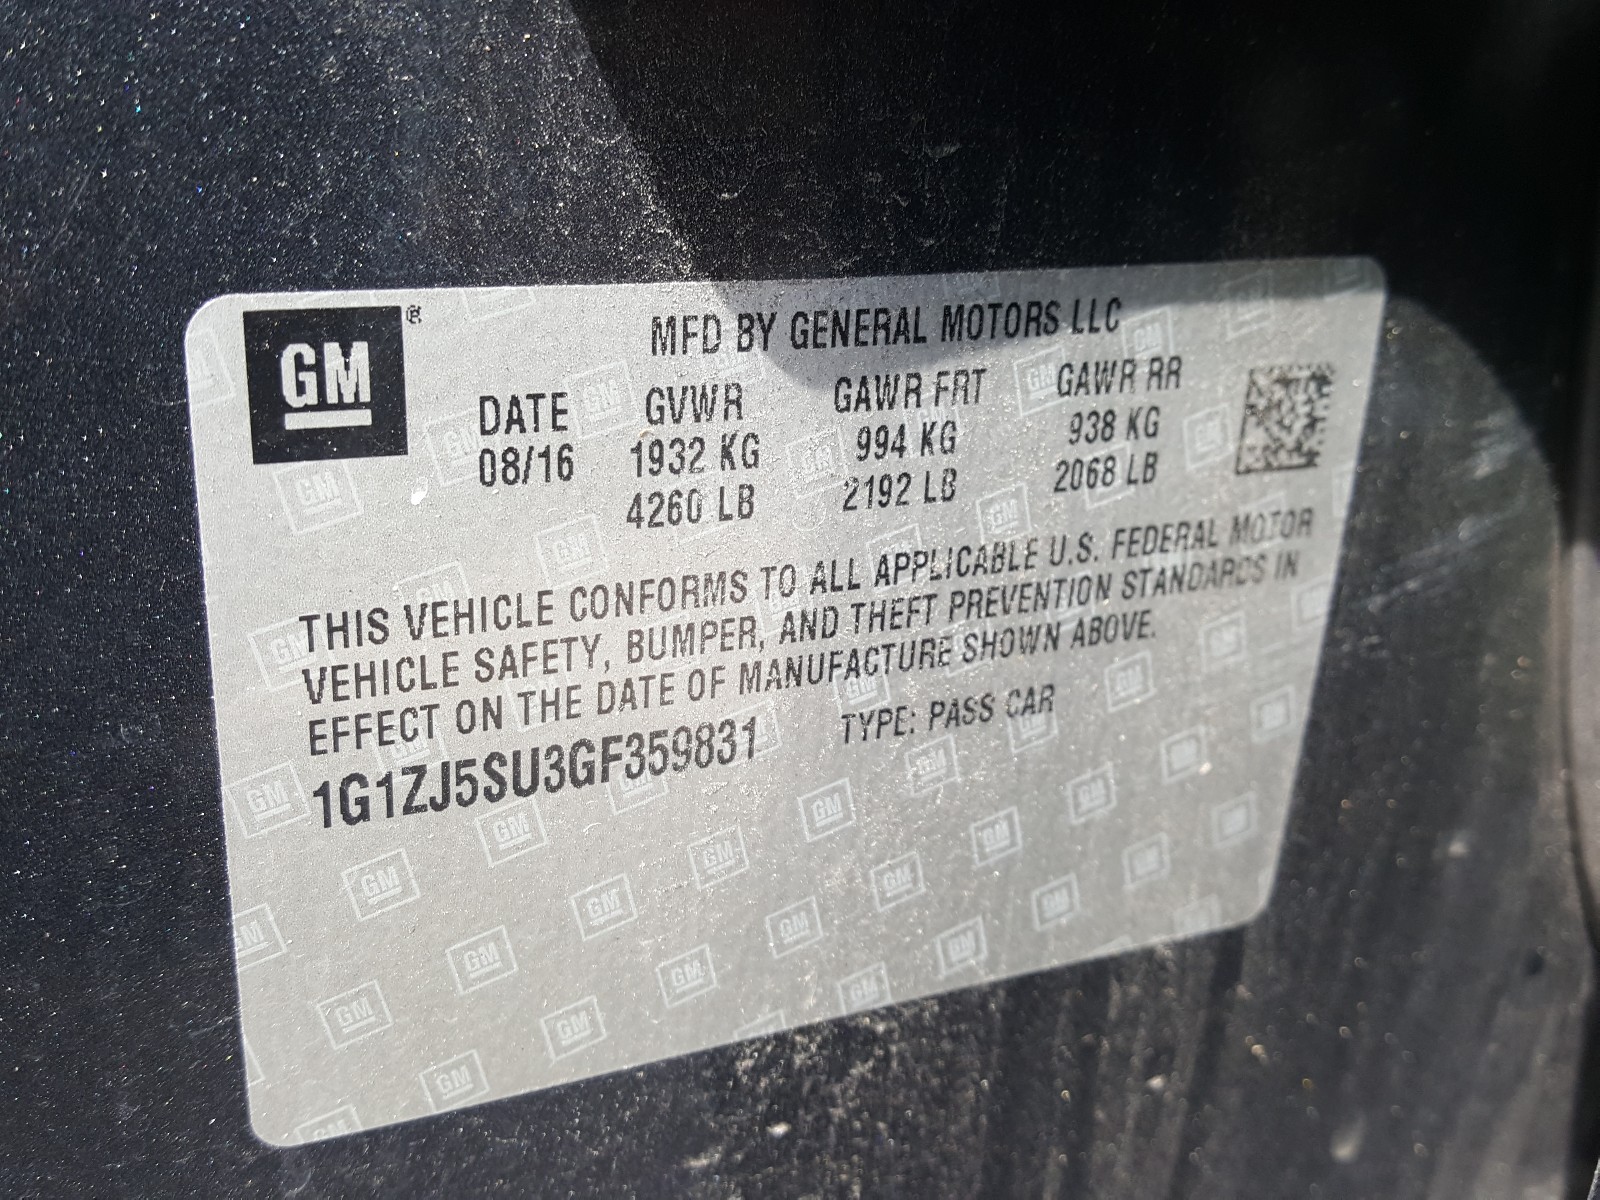 GM®
MFD BY GENERAL MOTORS LLC
DATE GVWR GAWR FRT GAWR RR
08/16 1932 KG 994 KG 938 KG
4260 LB 2192 LB 2068 LB
THIS VEHICLE CONFORMS TO ALL APPLICABLE U.S. FEDERAL MOTOR
VEHICLE SAFETY, BUMPER, AND THEFT PREVENTION STANDARDS IN
EFFECT ON THE DATE OF MANUFACTURE SHOWN ABOVE.
1G1ZJ5SU3GF359831 TYPE: PASS CAR